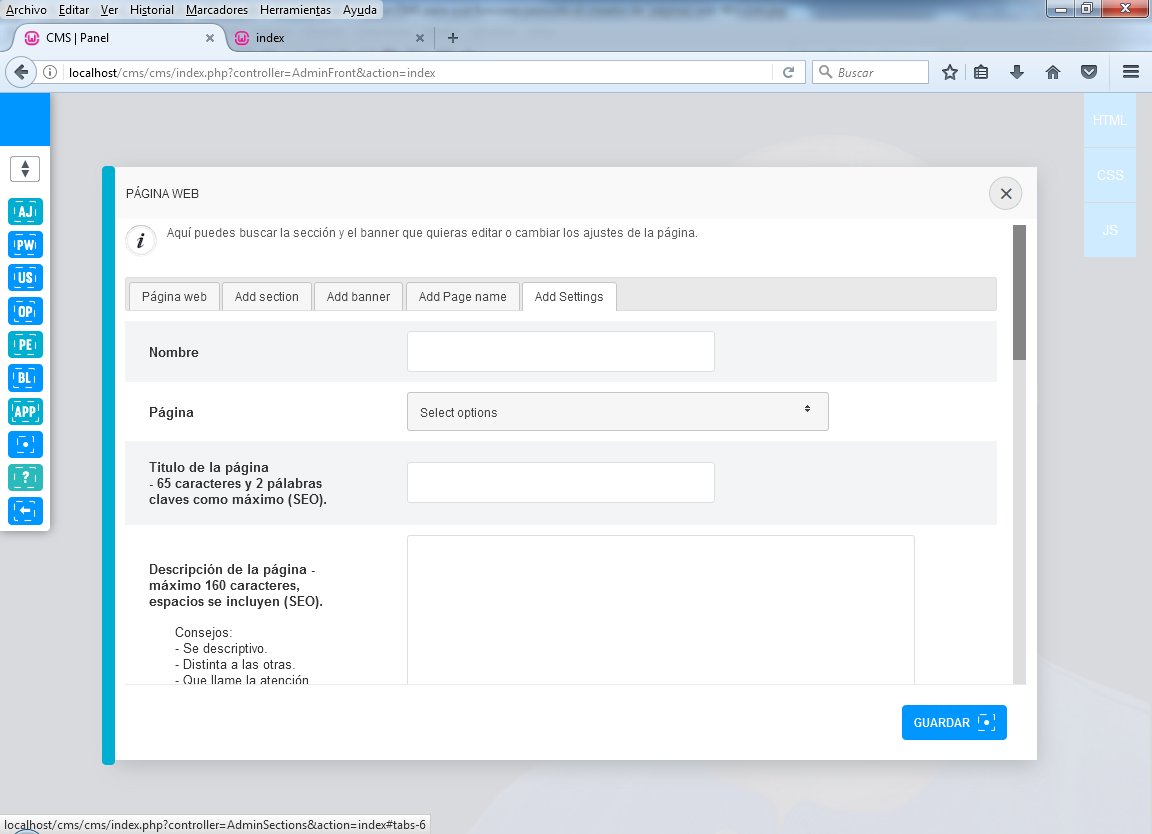 Archivo Editar Ver Historial Marcadores Herramientas Ayuda
CMS | Panel
index
localhost/cms/cms/index.php?controller=AdminFront&action=index
Buscar
HTML
CSS
JS
AJ
PW
US
OP
PE
BL
APP
?
PÁGINA WEB
i
Aquí puedes buscar la sección y el banner que quieras editar o cambiar los ajustes de la página.
Página web Add section Add banner Add Page name Add Settings
Nombre
Página
Select options
Titulo de la página
- 65 caracteres y 2 pálabras
claves como máximo (SEO).
Descripción de la página -
máximo 160 caracteres,
espacios se incluyen (SEO).
Consejos:
- Se descriptivo.
- Distinta a las otras.
- Que llame la atención
GUARDAR
localhost/cms/cms/index.php?controller=AdminSections&action=index#tabs-6